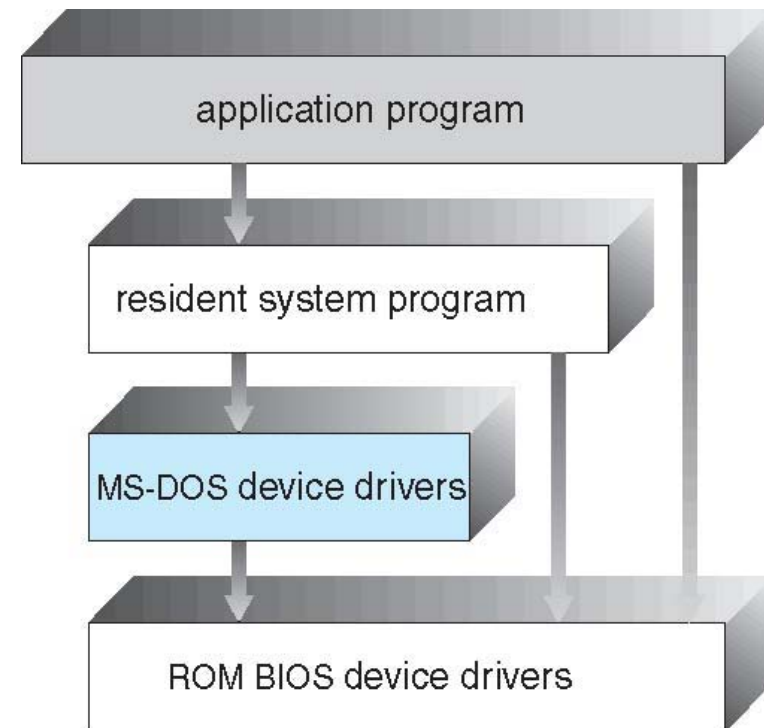 application program
resident system program
MS-DOS device drivers
ROM BIOS device drivers